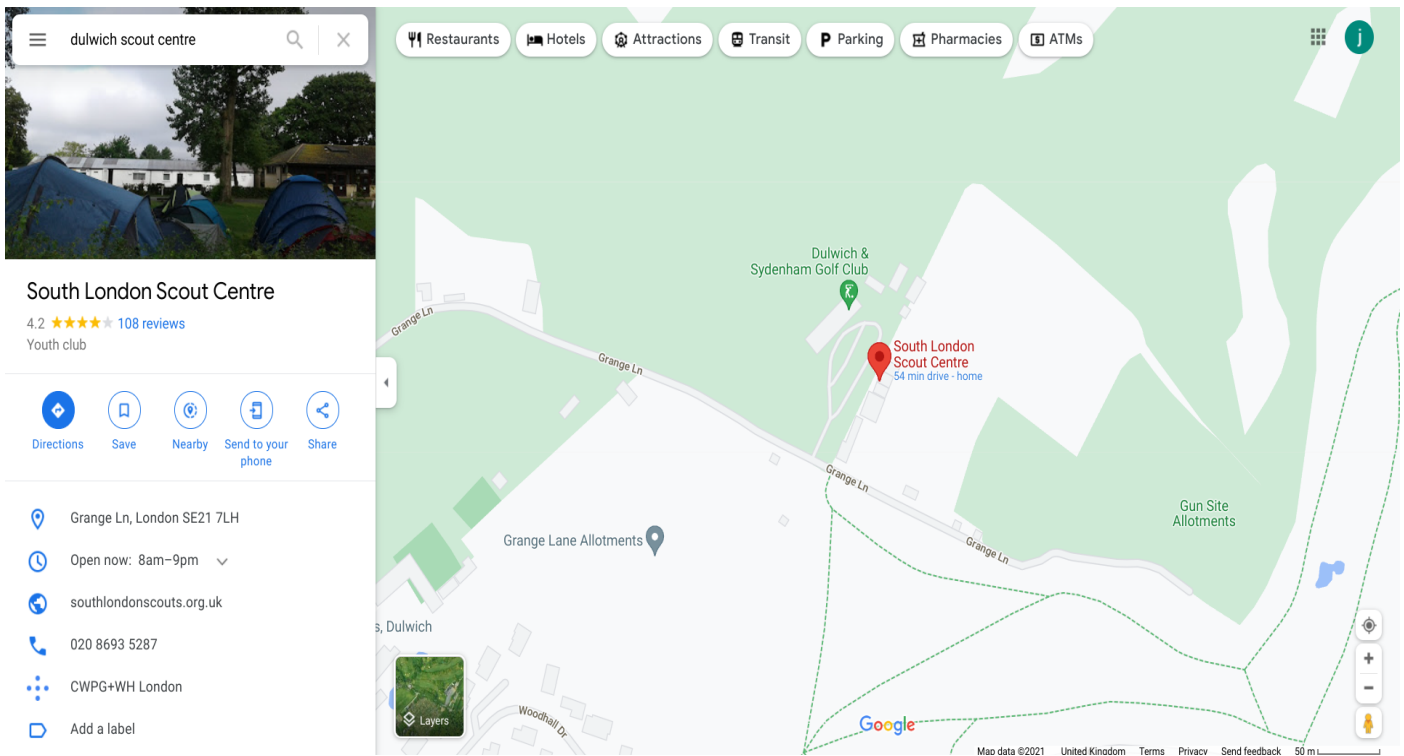 dulwich scout centre
Restaurants
Hotels
Attractions
Transit
Parking
Pharmacies
ATMs
j
South London Scout Centre
4.2
108 reviews
Youth club
Directions
Save
Nearby
Send to your
phone
Share
Grange Ln, London SE21 7LH
Open now: 8am–9pm
southlondonscouts.org.uk
020 8693 5287
CWPG+WH London
Add a label
Dulwich &
Sydenham Golf Club
Grange Ln
Grange Ln
South London
Scout Centre
54 min drive - home
Grange Ln
Gun Site
Allotments
Grange Lane Allotments
Grange Ln
s, Dulwich
Layers
Woodhall Dr
Google
Map data ©2021 United Kingdom Terms Privacy Send feedback 50 m